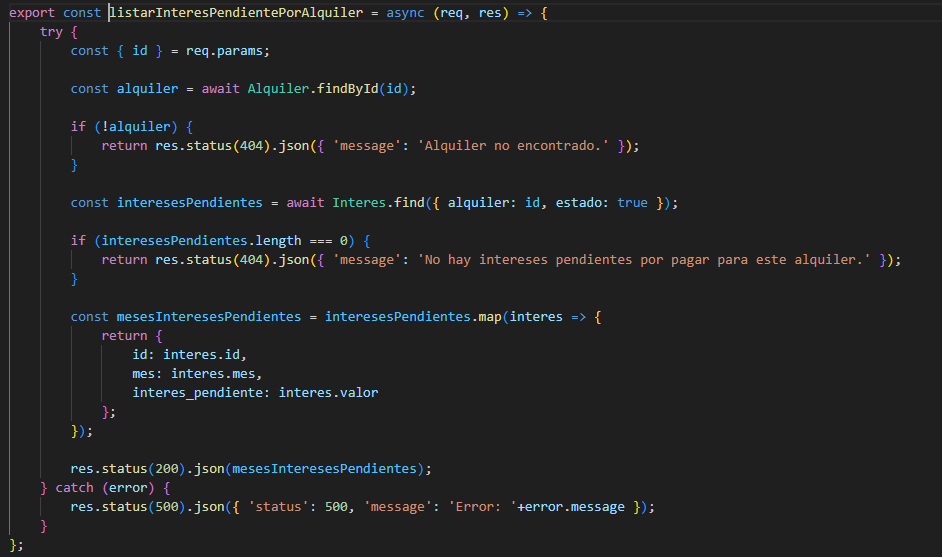 export const listarInteresPendientePorAlquiler = async (req, res) => {
    try {
        const { id } = req.params;

        const alquiler = await Alquiler.findById(id);

        if (!alquiler) {
            return res.status(404).json({ 'message': 'Alquiler no encontrado.' });
        }

        const interesesPendientes = await Interes.find({ alquiler: id, estado: true });

        if (interesesPendientes.length === 0) {
            return res.status(404).json({ 'message': 'No hay intereses pendientes por pagar para este alquiler.' });
        }

        const mesesInteresesPendientes = interesesPendientes.map(interes => {
            return {
                id: interes.id,
                mes: interes.mes,
                interes_pendiente: interes.valor
            };
        });

        res.status(200).json(mesesInteresesPendientes);
    } catch (error) {
        res.status(500).json({ 'status': 500, 'message': 'Error: '+error.message });
    }
};